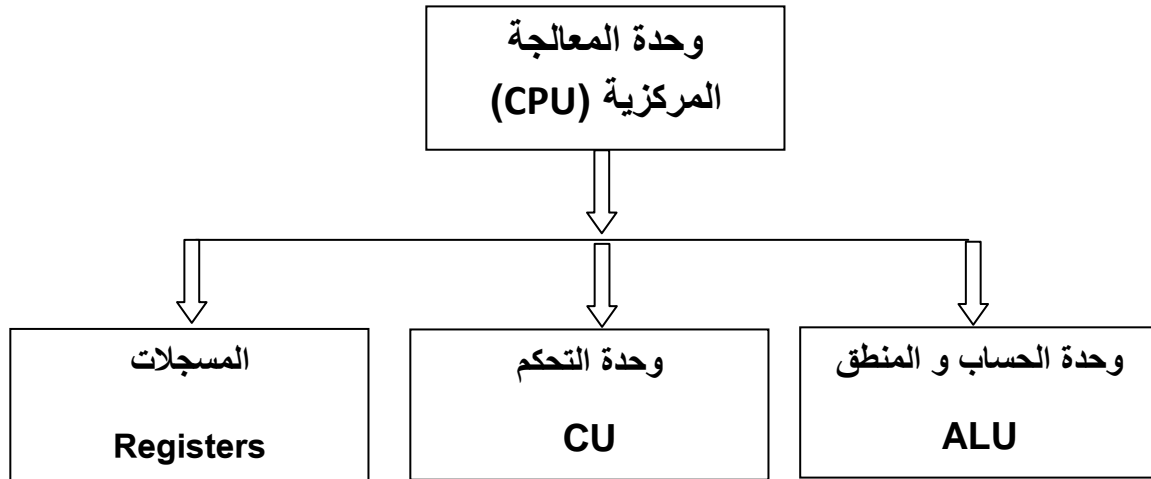 وحدة المعالجة
المركزية (CPU)
وحدة الحساب و المنطق
ALU
وحدة التحكم
CU
المسجلات
Registers